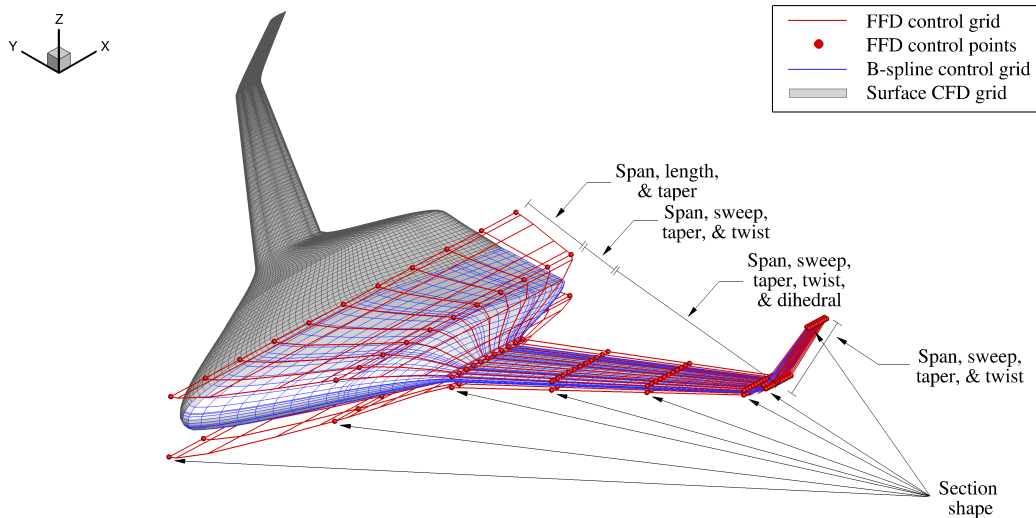 Z
Y
X
FFD control grid
FFD control points
B-spline control grid
Surface CFD grid
Span, length,
& taper
Span, sweep,
taper, & twist
Span, sweep,
taper, twist,
& dihedral
Span, sweep,
taper, & twist
Section
shape